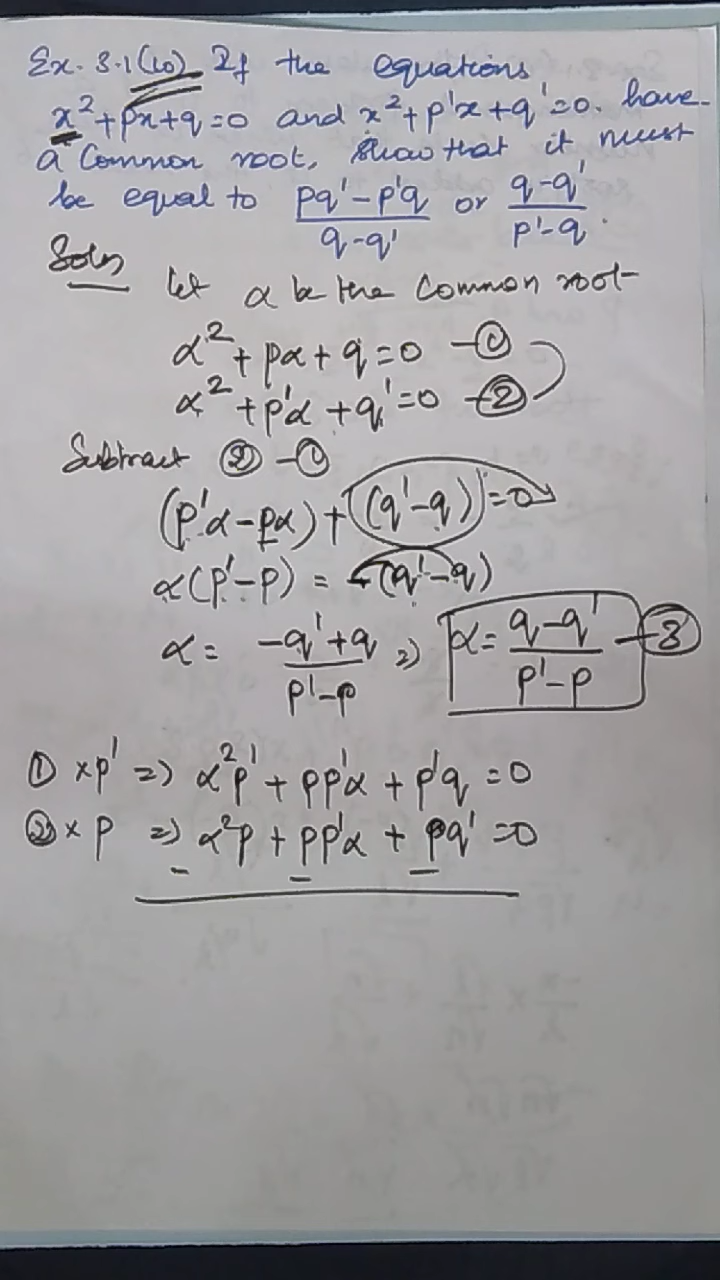 Ex. 3.1(10) If the equations
x² + px + q = 0 and x² + p'x + q' = 0. have
a Common root, show that it must
be equal to (pq' - p'q)/(q - q') or (q - q')/(p' - q).
Soln
let α be the Common root
α² + pα + q = 0 —①
α² + p'α + q' = 0 —②
Subtract ② - ①
(p'α - pα) + (q' - q) = 0
α(p' - p) = -(q' - q)
α = (-q' + q)/(p' - p) ⇒ α = (q - q')/(p' - p) —③
① × p' ⇒ α²p' + pp'α + p'q = 0
② × p ⇒ α²p + pp'α + pq' = 0
- - -